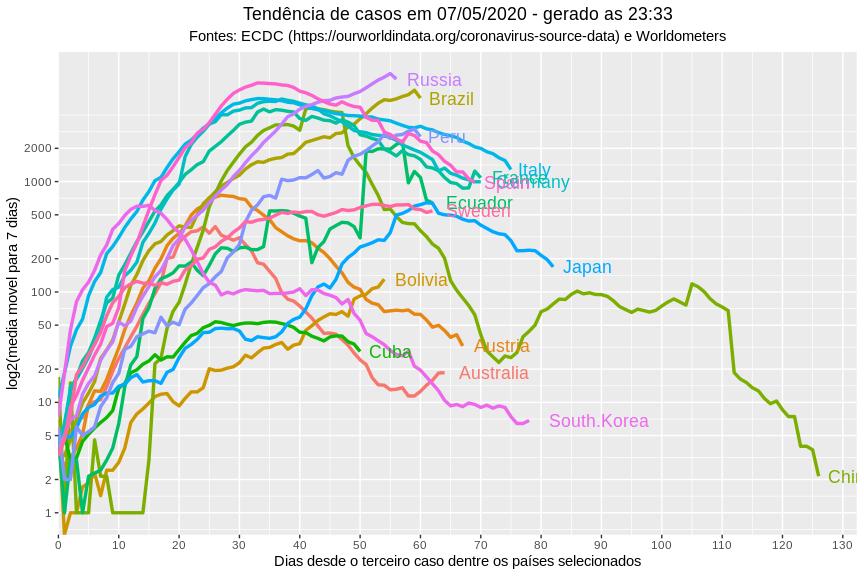 Tendência de casos em 07/05/2020 - gerado as 23:33
Fontes: ECDC (https://ourworldindata.org/coronavirus-source-data) e Worldometers
log2(media movel para 7 dias)
2000
1000
500
200
100
50
20
10
5
2
1
Russia
Brazil
Peru
Italy
France
Spain
Germany
Ecuador
Sweden
Japan
Bolivia
Austria
Cuba
Australia
South.Korea
Chi
0 10 20 30 40 50 60 70 80 90 100 110 120 130
Dias desde o terceiro caso dentre os países selecionados